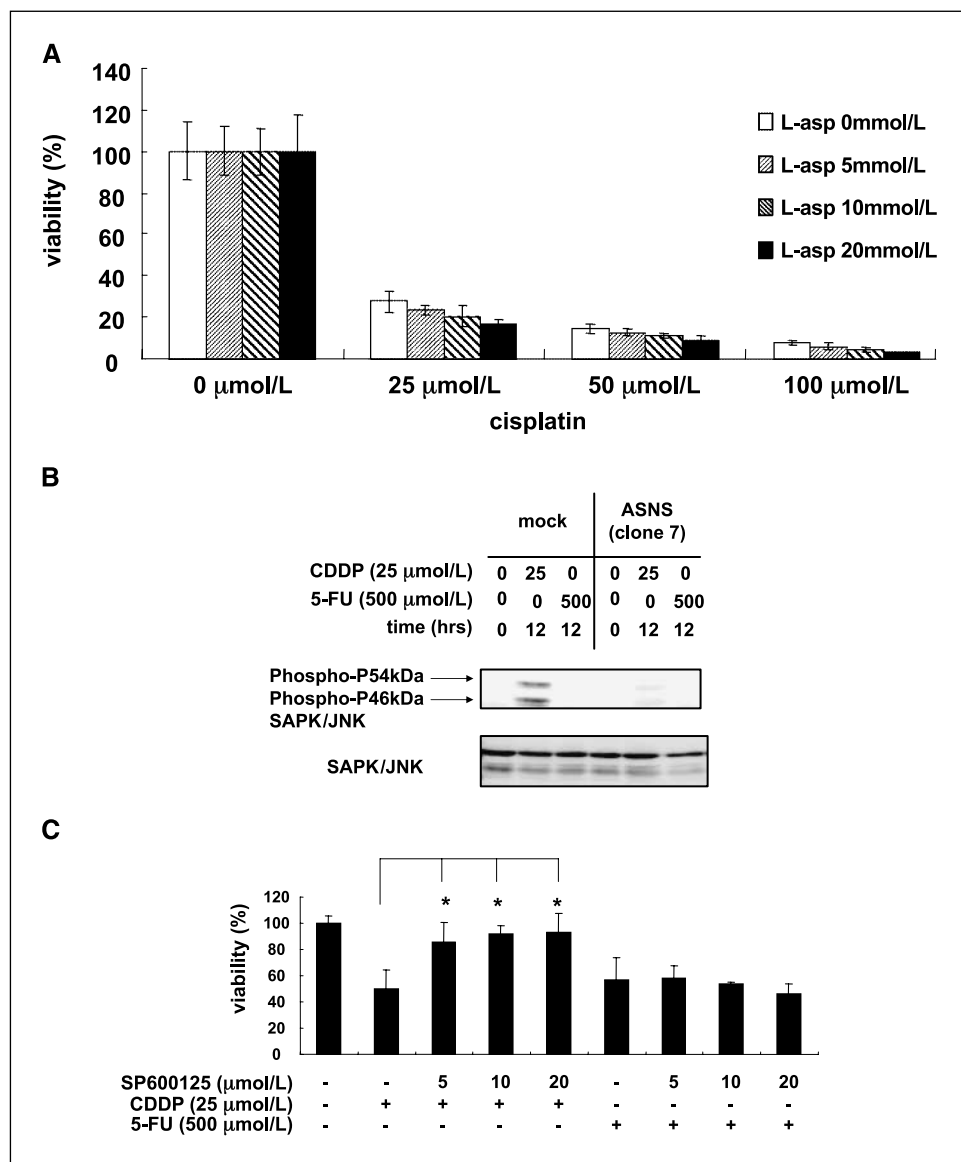 A
140
120
100
80
60
40
20
0
viability (%)
L-asp 0mmol/L
L-asp 5mmol/L
L-asp 10mmol/L
L-asp 20mmol/L
0 μmol/L 25 μmol/L 50 μmol/L 100 μmol/L
cisplatin
B
mock ASNS
(clone 7)
CDDP (25 μmol/L) 0 25 0 0 25 0
5-FU (500 μmol/L) 0 0 500 0 0 500
time (hrs) 0 12 12 0 12 12
Phospho-P54kDa
Phospho-P46kDa
SAPK/JNK
SAPK/JNK
C
120
100
80
60
40
20
0
viability (%)
* * *
SP600125 (μmol/L) - - 5 10 20 - 5 10 20
CDDP (25 μmol/L) - + + + + - - - -
5-FU (500 μmol/L) - - - - - + + + +